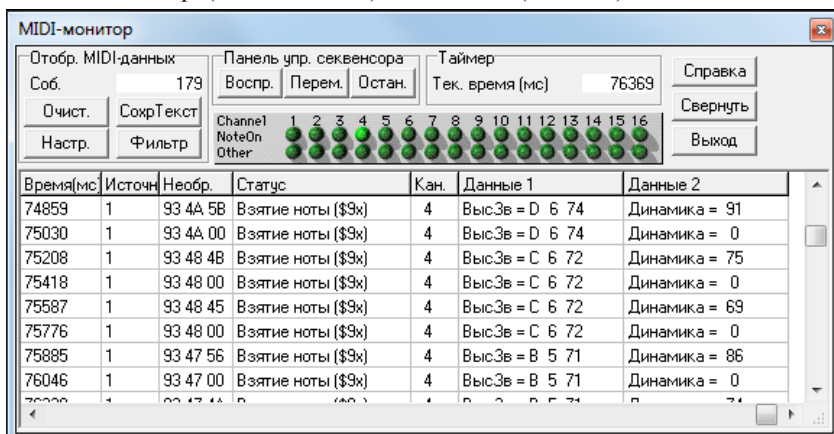 MIDI-монитор
Отобр. MIDI-данных Панель упр. секвенсора Таймер
Соб. 179 Воспр. Перем. Остан. Тек. время (мс) 76369 Справка
Очист. СохрТекст Свернуть
Настр. Фильтр Выход
Channel 1 2 3 4 5 6 7 8 9 10 11 12 13 14 15 16
NoteOn
Other
Время(мс) Источн Необр. Статус Кан. Данные 1 Данные 2
74859 1 93 4A 5B Взятие ноты ($9x) 4 ВысЗв = D 6 74 Динамика = 91
75030 1 93 4A 00 Взятие ноты ($9x) 4 ВысЗв = D 6 74 Динамика = 0
75208 1 93 48 4B Взятие ноты ($9x) 4 ВысЗв = C 6 72 Динамика = 75
75418 1 93 48 00 Взятие ноты ($9x) 4 ВысЗв = C 6 72 Динамика = 0
75587 1 93 48 45 Взятие ноты ($9x) 4 ВысЗв = C 6 72 Динамика = 69
75776 1 93 48 00 Взятие ноты ($9x) 4 ВысЗв = C 6 72 Динамика = 0
75885 1 93 47 56 Взятие ноты ($9x) 4 ВысЗв = B 5 71 Динамика = 86
76046 1 93 47 00 Взятие ноты ($9x) 4 ВысЗв = B 5 71 Динамика = 0